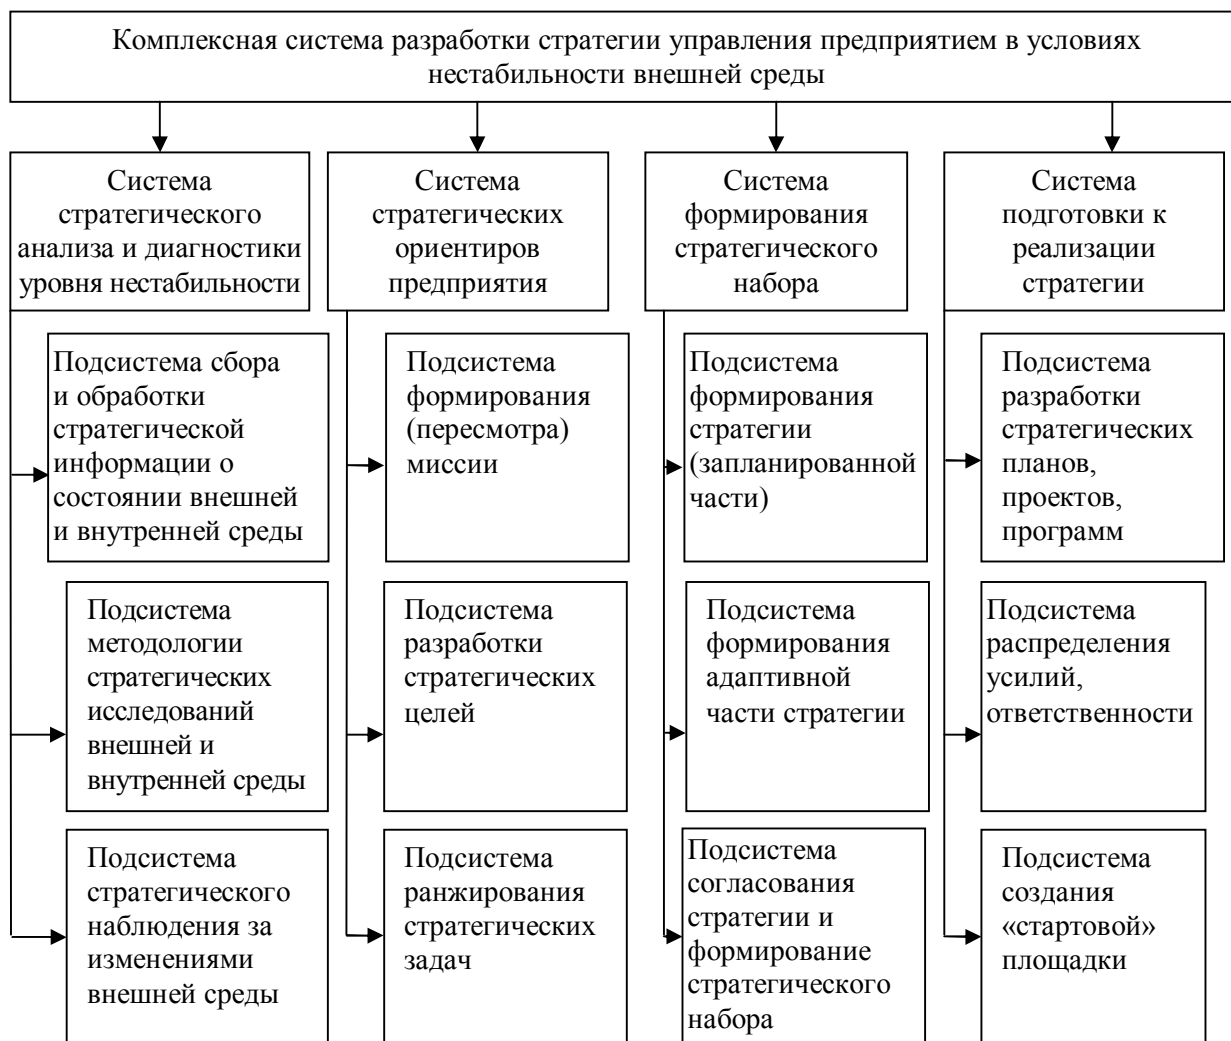 Комплексная система разработки стратегии управления предприятием в условиях
нестабильности внешней среды
Система
стратегического
анализа и диагностики
уровня нестабильности
Система
стратегических
ориентиров
предприятия
Система
формирования
стратегического
набора
Система
подготовки к
реализации
стратегии
Подсистема сбора
и обработки
стратегической
информации о
состоянии внешней
и внутренней среды
Подсистема
формирования
(пересмотра)
миссии
Подсистема
формирования
стратегии
(запланированной
части)
Подсистема
разработки
стратегических
планов,
проектов,
программ
Подсистема
методологии
стратегических
исследований
внешней и
внутренней среды
Подсистема
разработки
стратегических
целей
Подсистема
формирования
адаптивной
части стратегии
Подсистема
распределения
усилий,
ответственности
Подсистема
стратегического
наблюдения за
изменениями
внешней среды
Подсистема
ранжирования
стратегических
задач
Подсистема
согласования
стратегии и
формирование
стратегического
набора
Подсистема
создания
«стартовой»
площадки